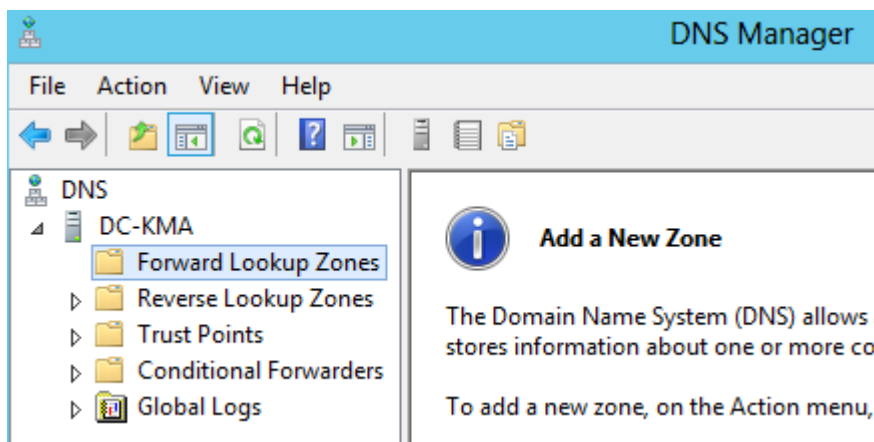 DNS Manager
File Action View Help
DNS
DC-KMA
Forward Lookup Zones
Reverse Lookup Zones
Trust Points
Conditional Forwarders
Global Logs
Add a New Zone
The Domain Name System (DNS) allows
stores information about one or more co
To add a new zone, on the Action menu,